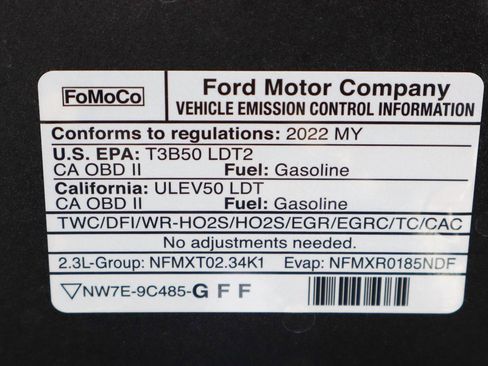 FoMoCo
Ford Motor Company
VEHICLE EMISSION CONTROL INFORMATION
Conforms to regulations: 2022 MY
U.S. EPA: T3B50 LDT2
CA OBD II Fuel: Gasoline
California: ULEV50 LDT
CA OBD II Fuel: Gasoline
TWC/DFI/WR-HO2S/HO2S/EGR/EGRC/TC/CAC
No adjustments needed.
2.3L-Group: NFMXT02.34K1 Evap: NFMXR0185NDF
▽NW7E-9C485-GFF